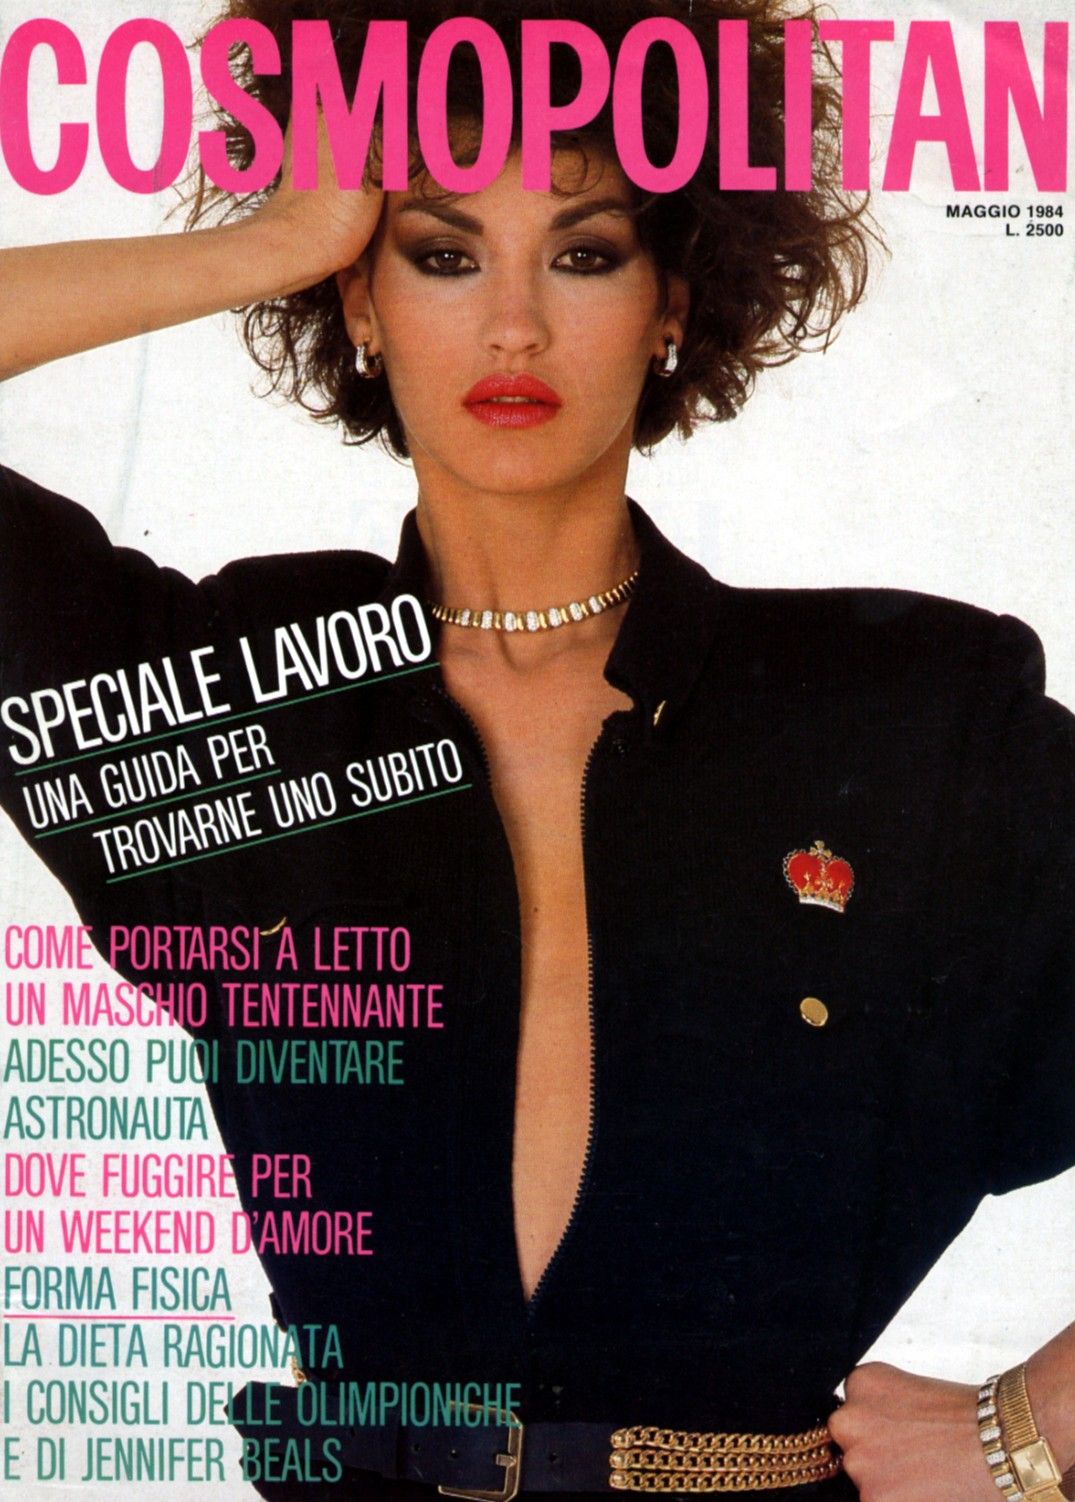 COSMOPOLITAN
MAGGIO 1984
L. 2500
SPECIALE LAVORO
UNA GUIDA PER
TROVARNE UNO SUBITO
COME PORTARSI A LETTO
UN MASCHIO TENTENNANTE
ADESSO PUOI DIVENTARE
ASTRONAUTA
DOVE FUGGIRE PER
UN WEEKEND D'AMORE
FORMA FISICA
LA DIETA RAGIONATA
I CONSIGLI DELLE OLIMPIONICHE
E DI JENNIFER BEALS